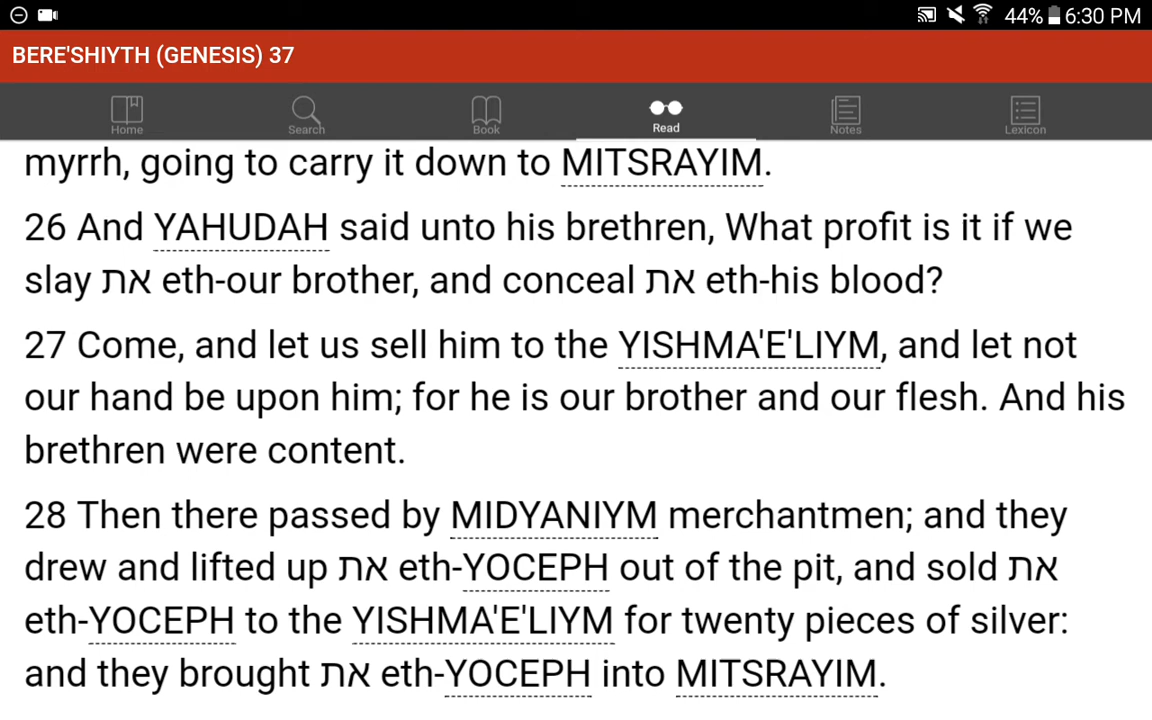 44% 6:30 PM
BERE'SHIYTH (GENESIS) 37
Home Search Book Read Notes Lexicon
myrrh, going to carry it down to MITSRAYIM.
26 And YAHUDAH said unto his brethren, What profit is it if we
slay את eth-our brother, and conceal את eth-his blood?
27 Come, and let us sell him to the YISHMA'E'LIYM, and let not
our hand be upon him; for he is our brother and our flesh. And his
brethren were content.
28 Then there passed by MIDYANIYM merchantmen; and they
drew and lifted up את eth-YOCEPH out of the pit, and sold את
eth-YOCEPH to the YISHMA'E'LIYM for twenty pieces of silver:
and they brought את eth-YOCEPH into MITSRAYIM.